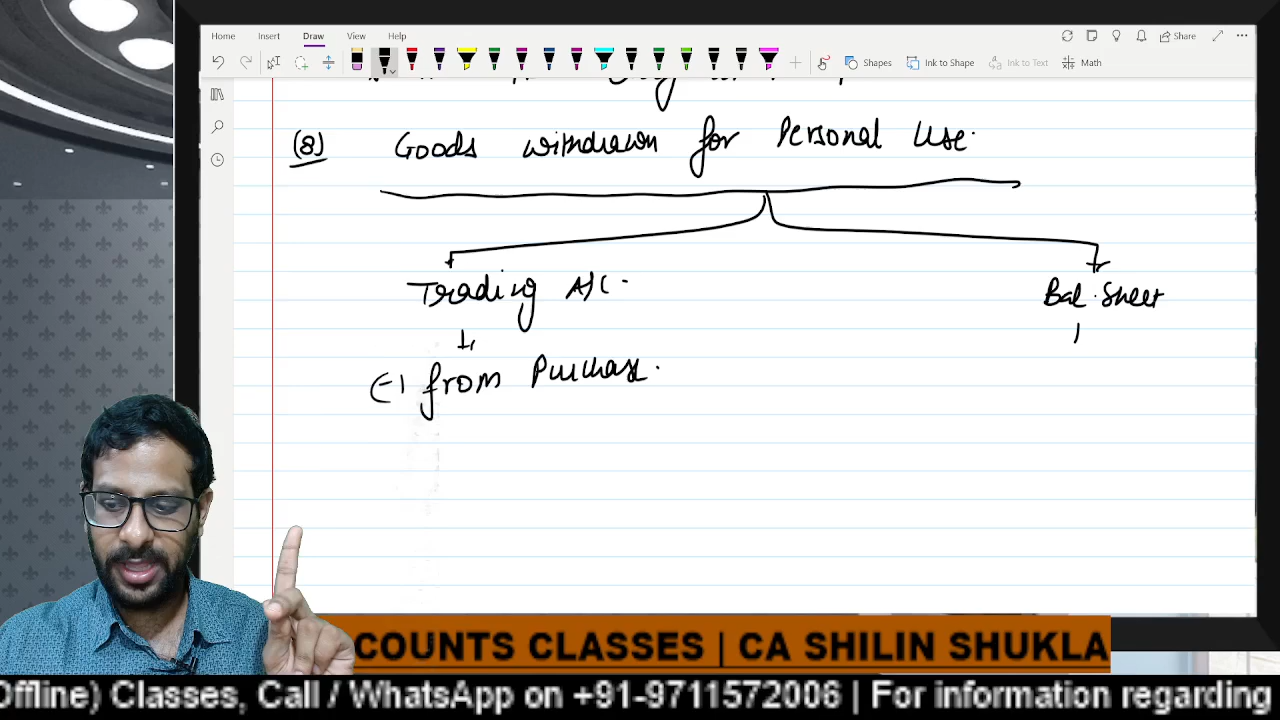 Home Insert Draw View Help
Share
Shapes Ink to Shape Ink to Text Math
(8) Goods withdrawn for Personal Use.
Trading A/c.
Bal. Sheet
(-) from Purchase.
COUNTS CLASSES | CA SHILIN SHUKLA
Offline) Classes, Call / WhatsApp on +91-9711572006 | For information regarding